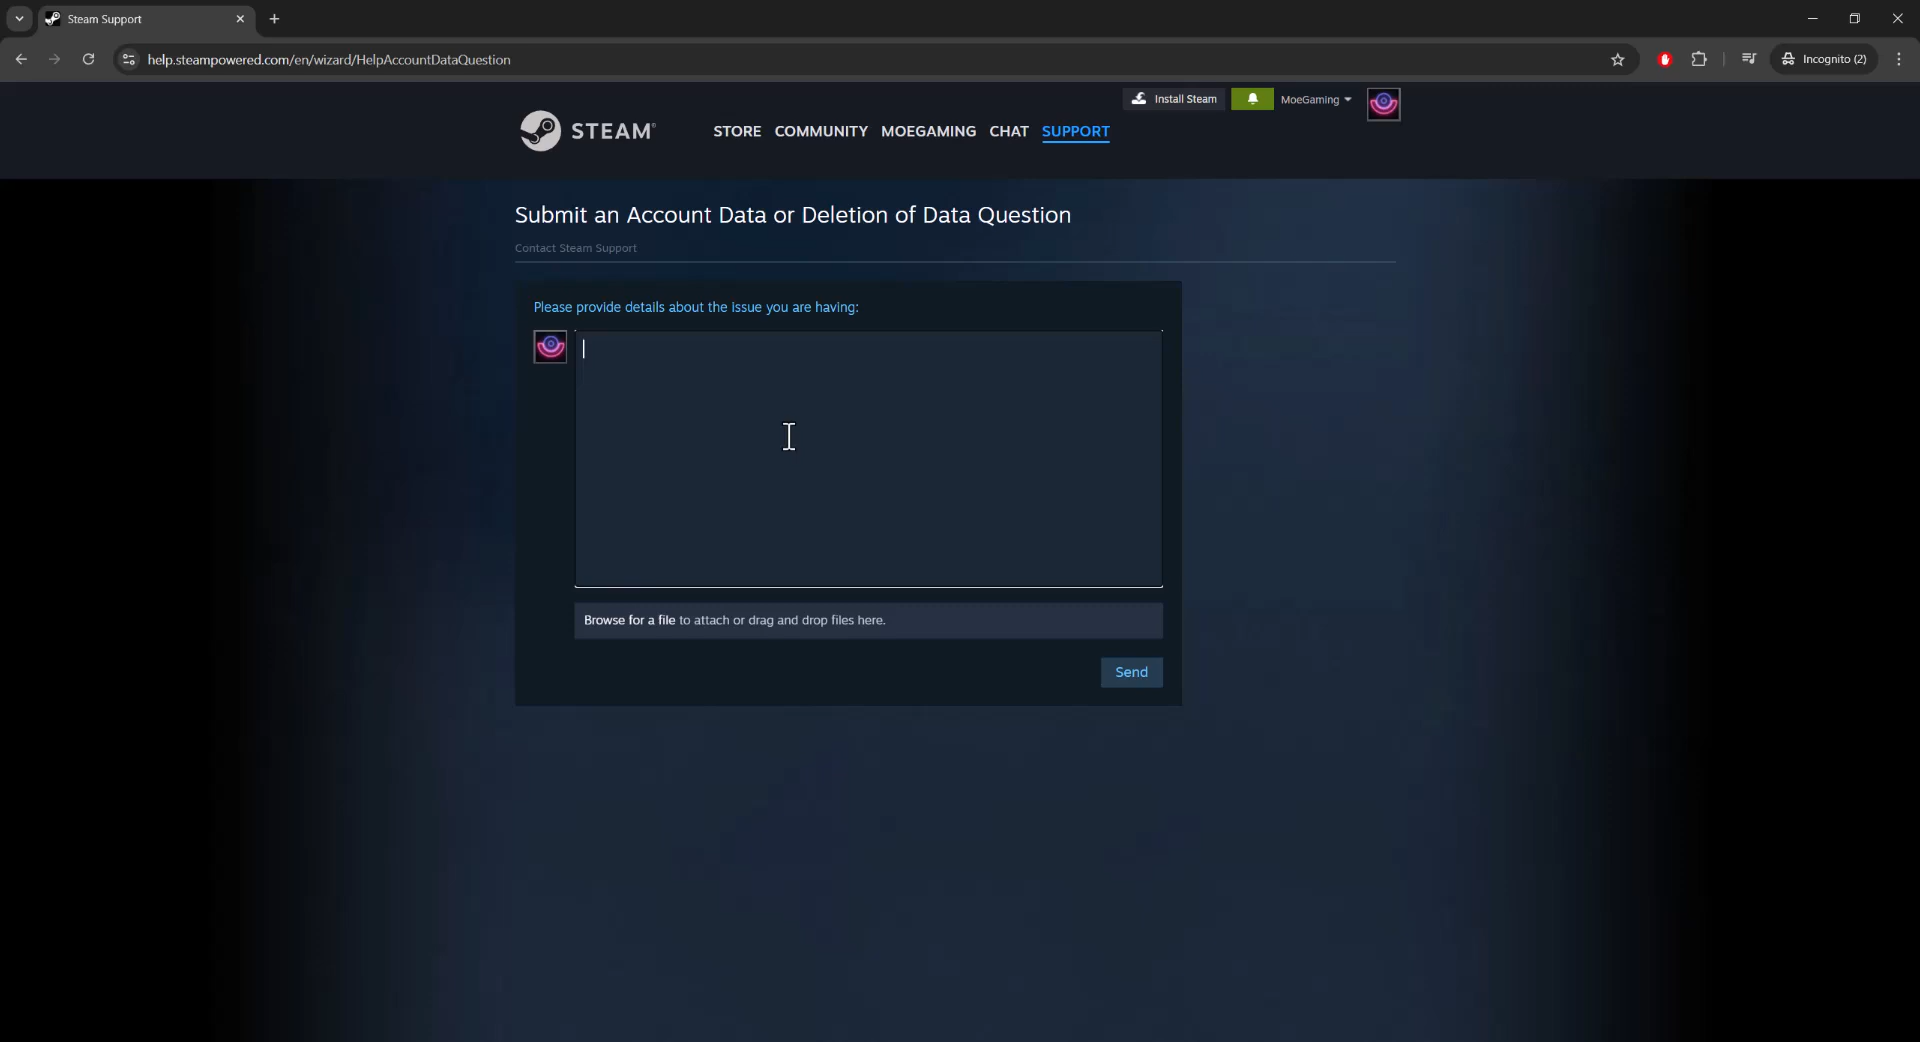 Steam Support
help.steampowered.com/en/wizard/HelpAccountDataQuestion
Incognito (2)
Install Steam
MoeGaming
STEAM®
STORE COMMUNITY MOEGAMING CHAT SUPPORT
Submit an Account Data or Deletion of Data Question
Contact Steam Support
Please provide details about the issue you are having:
Browse for a file to attach or drag and drop files here.
Send